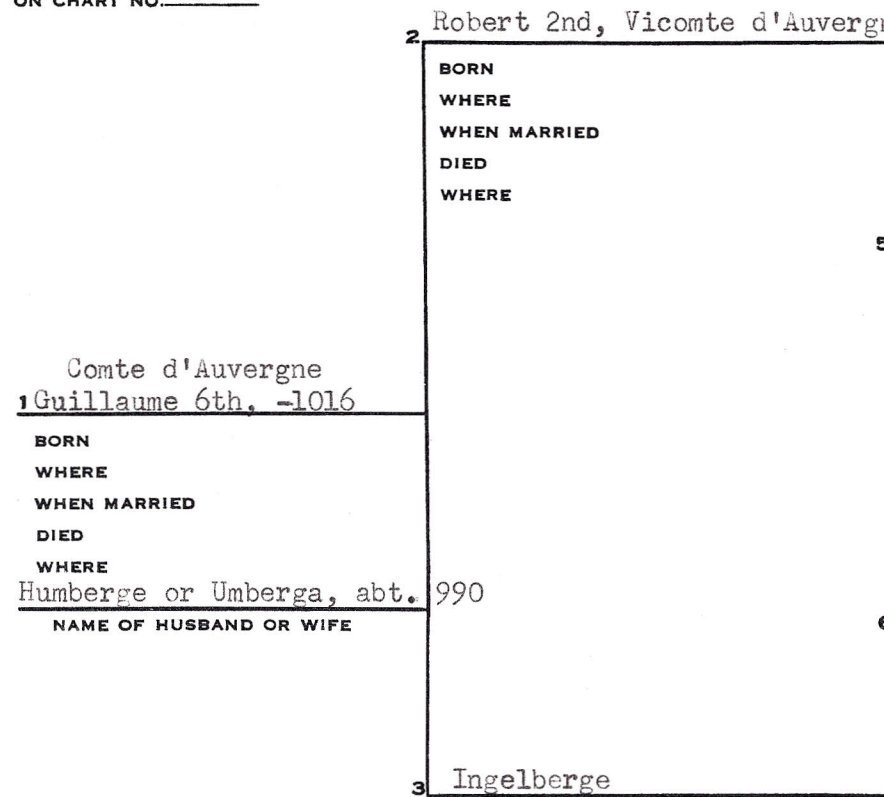 ON CHART NO.
2 Robert 2nd, Vicomte
BORN
WHERE
WHEN MARRIED
DIED
WHERE
5
Comte d'Auvergne
1 Guillaume 6th, -1016
BORN
WHERE
WHEN MARRIED
DIED
WHERE
Humberge or Umberga, abt. 990
NAME OF HUSBAND OR WIFE
6
3 Ingelberge